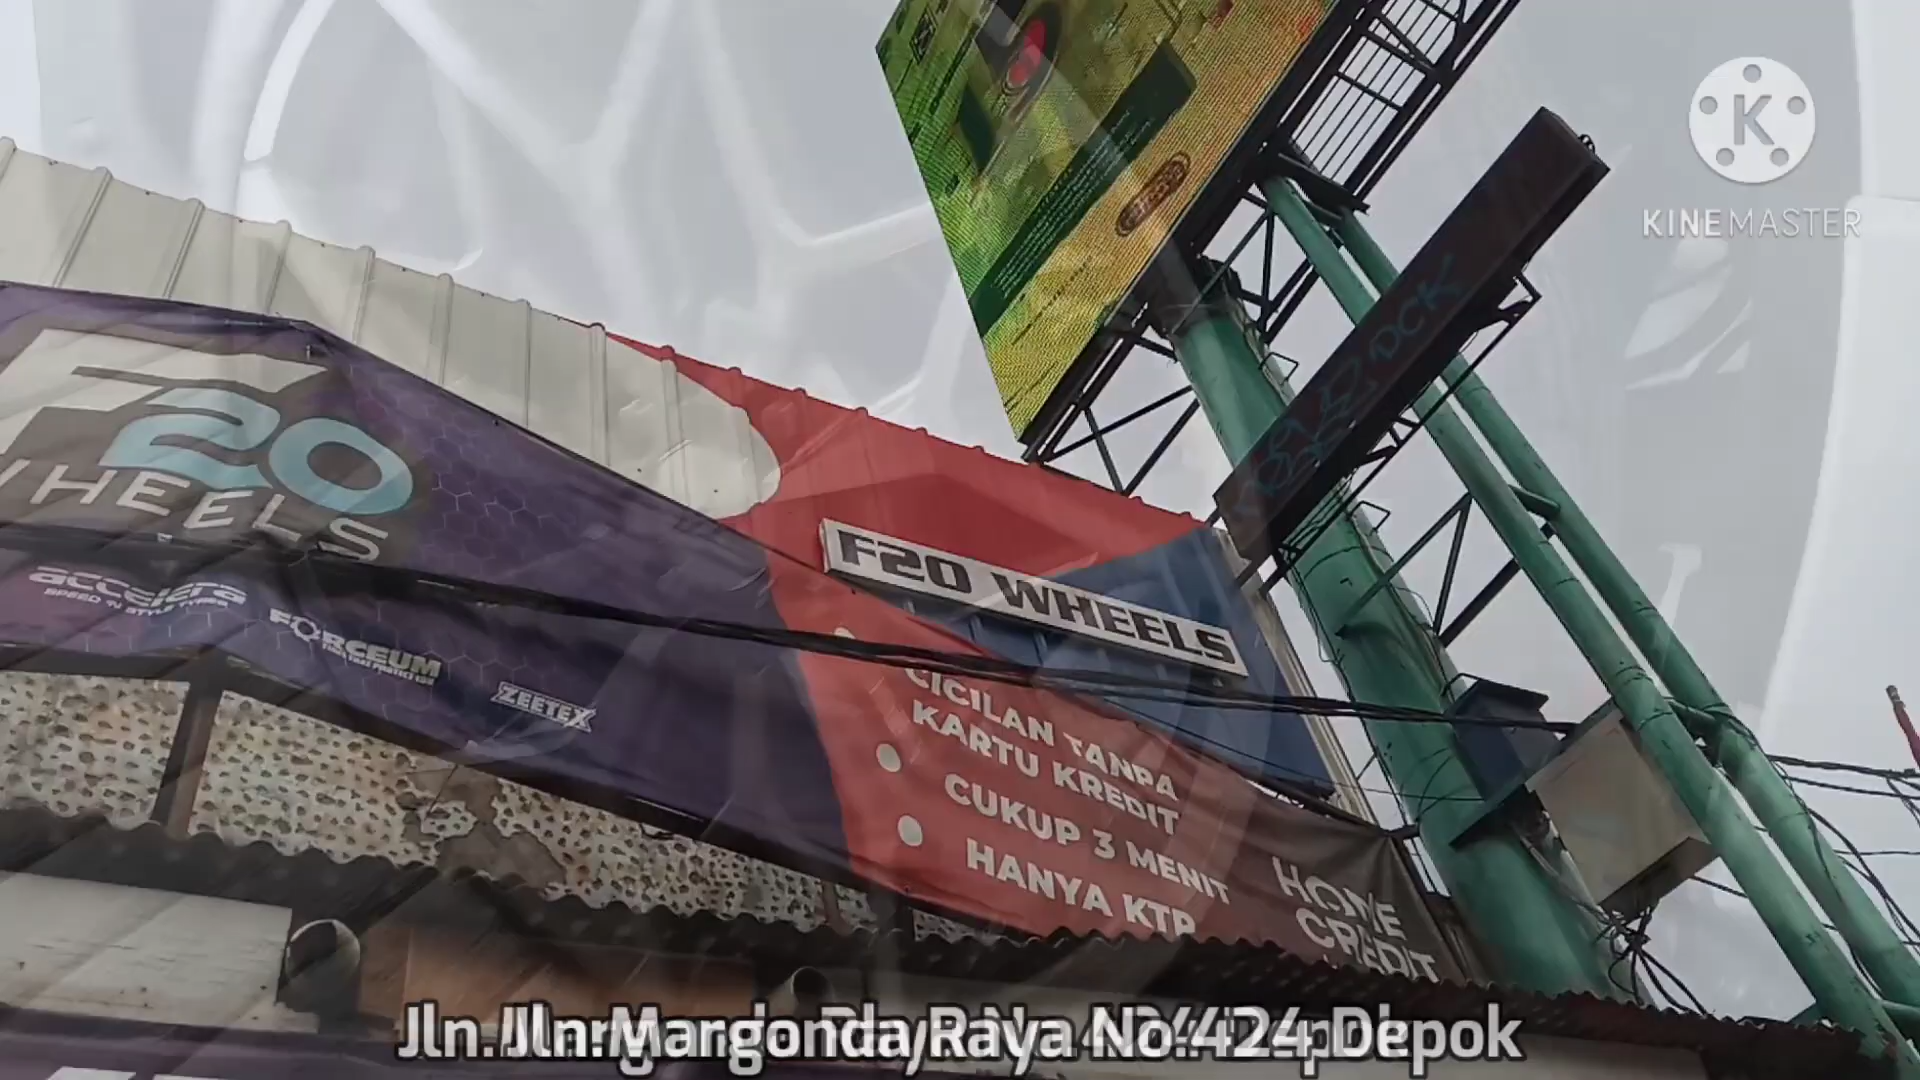 KINEMASTER
F20
WHEELS
accelera
SPEED 'N STYLE TYRES
FORCEUM
ZEETEX
F20 WHEELS
CICILAN TANPA
KARTU KREDIT
CUKUP 3 MENIT
HANYA KTP
HOME
CREDIT
Jln.Margonda Raya No.424 Depok